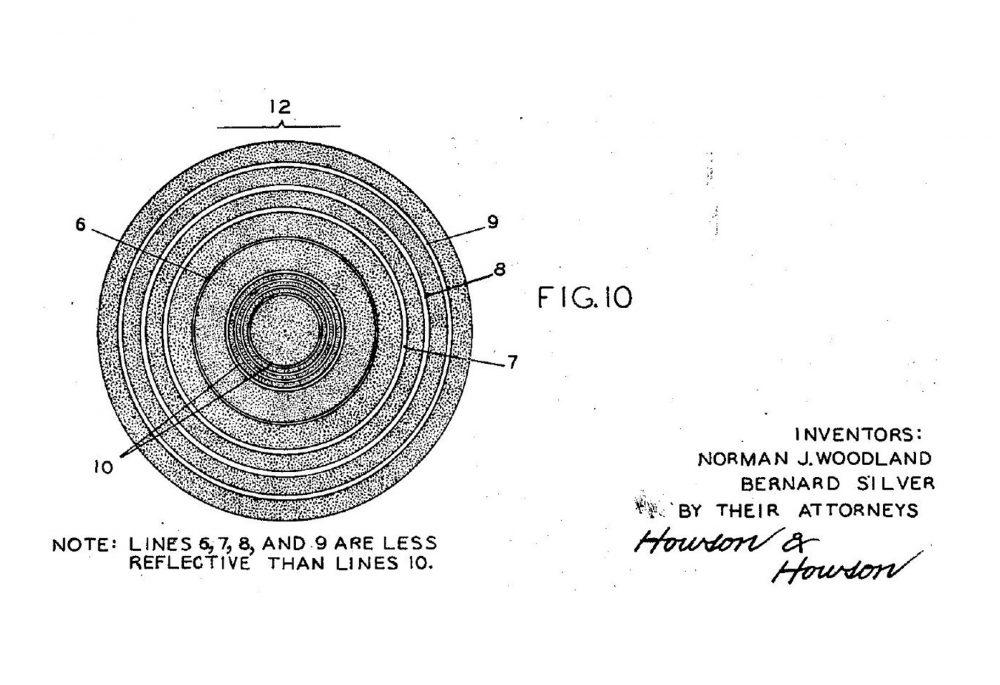 12
6
9
8
FIG.10
7
10
INVENTORS:
NORMAN J. WOODLAND
BERNARD SILVER
BY THEIR ATTORNEYS
Howson &
Howson
NOTE: LINES 6, 7, 8, AND 9 ARE LESS
REFLECTIVE THAN LINES 10.